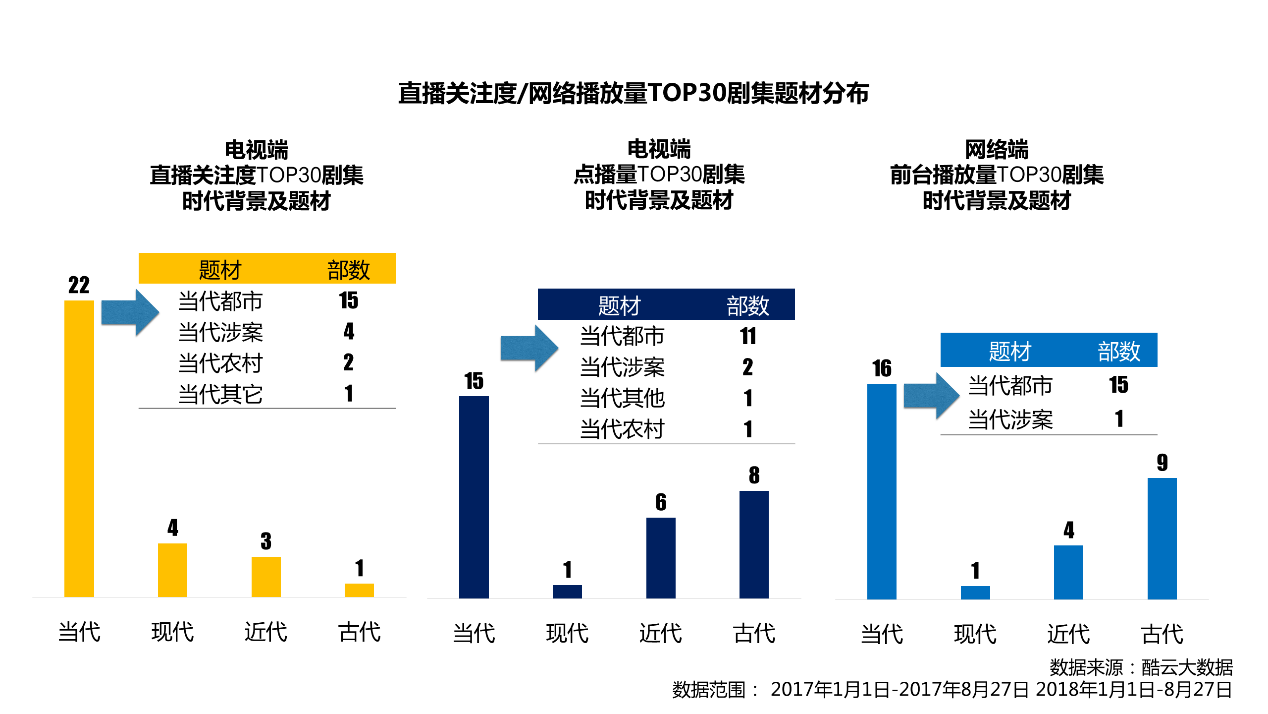 直播关注度/网络播放量TOP30剧集题材分布
电视端
直播关注度TOP30剧集
时代背景及题材
22
题材 部数
当代都市 15
当代涉案 4
当代农村 2
当代其它 1
4
3
1
当代 现代 近代 古代
电视端
点播量TOP30剧集
时代背景及题材
15
题材 部数
当代都市 11
当代涉案 2
当代其他 1
当代农村 1
1
6
8
当代 现代 近代 古代
网络端
前台播放量TOP30剧集
时代背景及题材
16
题材 部数
当代都市 15
当代涉案 1
1
4
9
当代 现代 近代 古代
数据来源：酷云大数据
数据范围： 2017年1月1日-2017年8月27日 2018年1月1日-8月27日